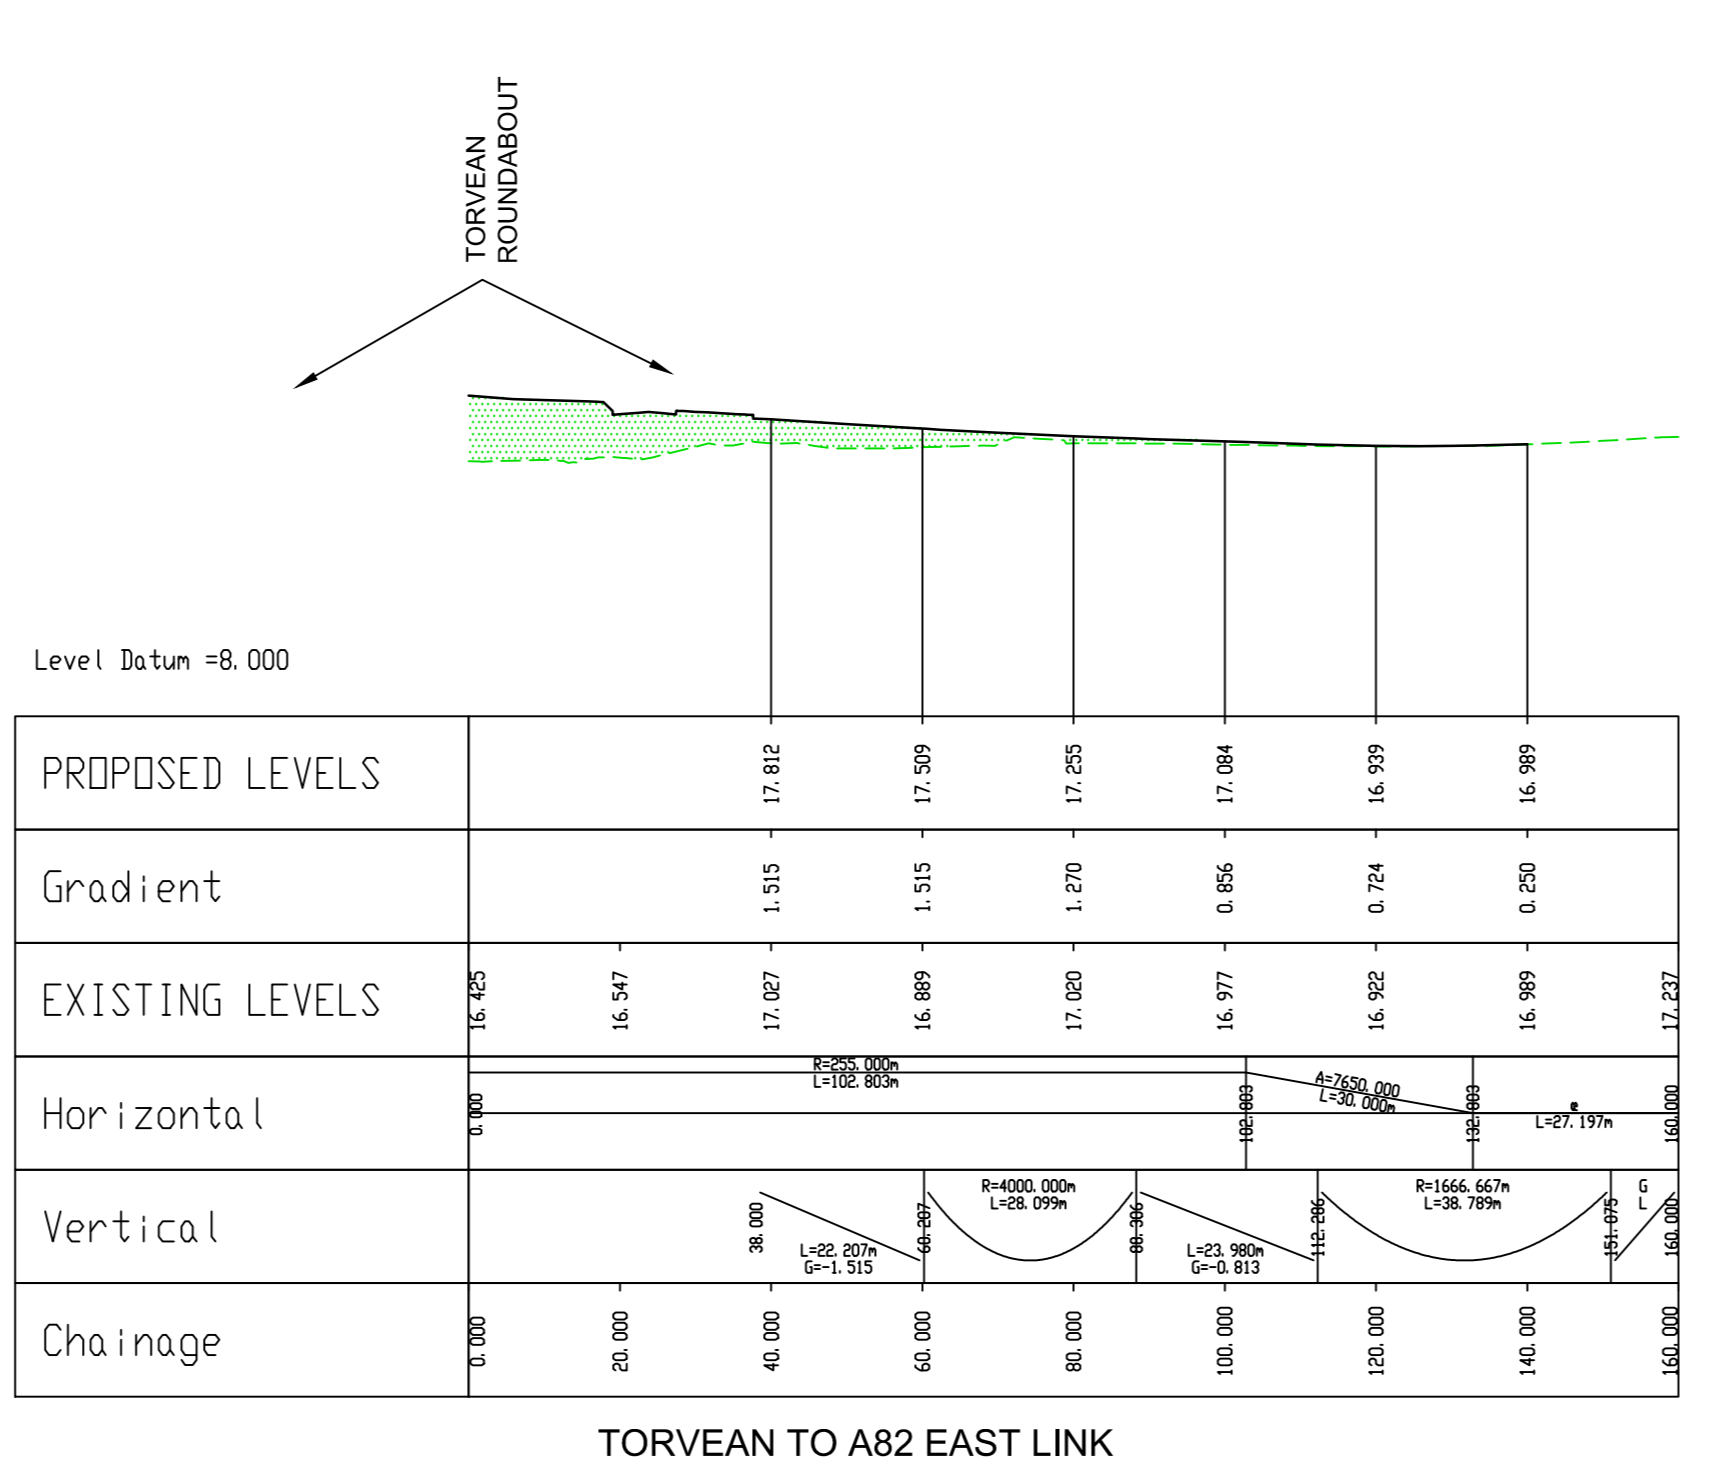 TORVEAN
ROUNDABOUT
Level Datum =8.000
PROPOSED LEVELS
17.812
17.509
17.255
17.084
16.939
16.989
Gradient
1.515
1.515
1.270
0.856
0.724
0.250
EXISTING LEVELS
16.425
16.547
17.027
16.889
17.020
16.977
16.922
16.989
17.237
Horizontal
0.000
R=255.000m
L=102.803m
102.803
A=7650.000
L=30.000m
132.803
L=27.197m
160.000
Vertical
38.000
L=22.207m
G=-1.515
60.207
R=4000.000m
L=28.099m
88.306
L=23.980m
G=-0.813
112.286
R=1666.667m
L=38.789m
151.075
G
L
160.000
Chainage
0.000
20.000
40.000
60.000
80.000
100.000
120.000
140.000
160.000
TORVEAN TO A82 EAST LINK